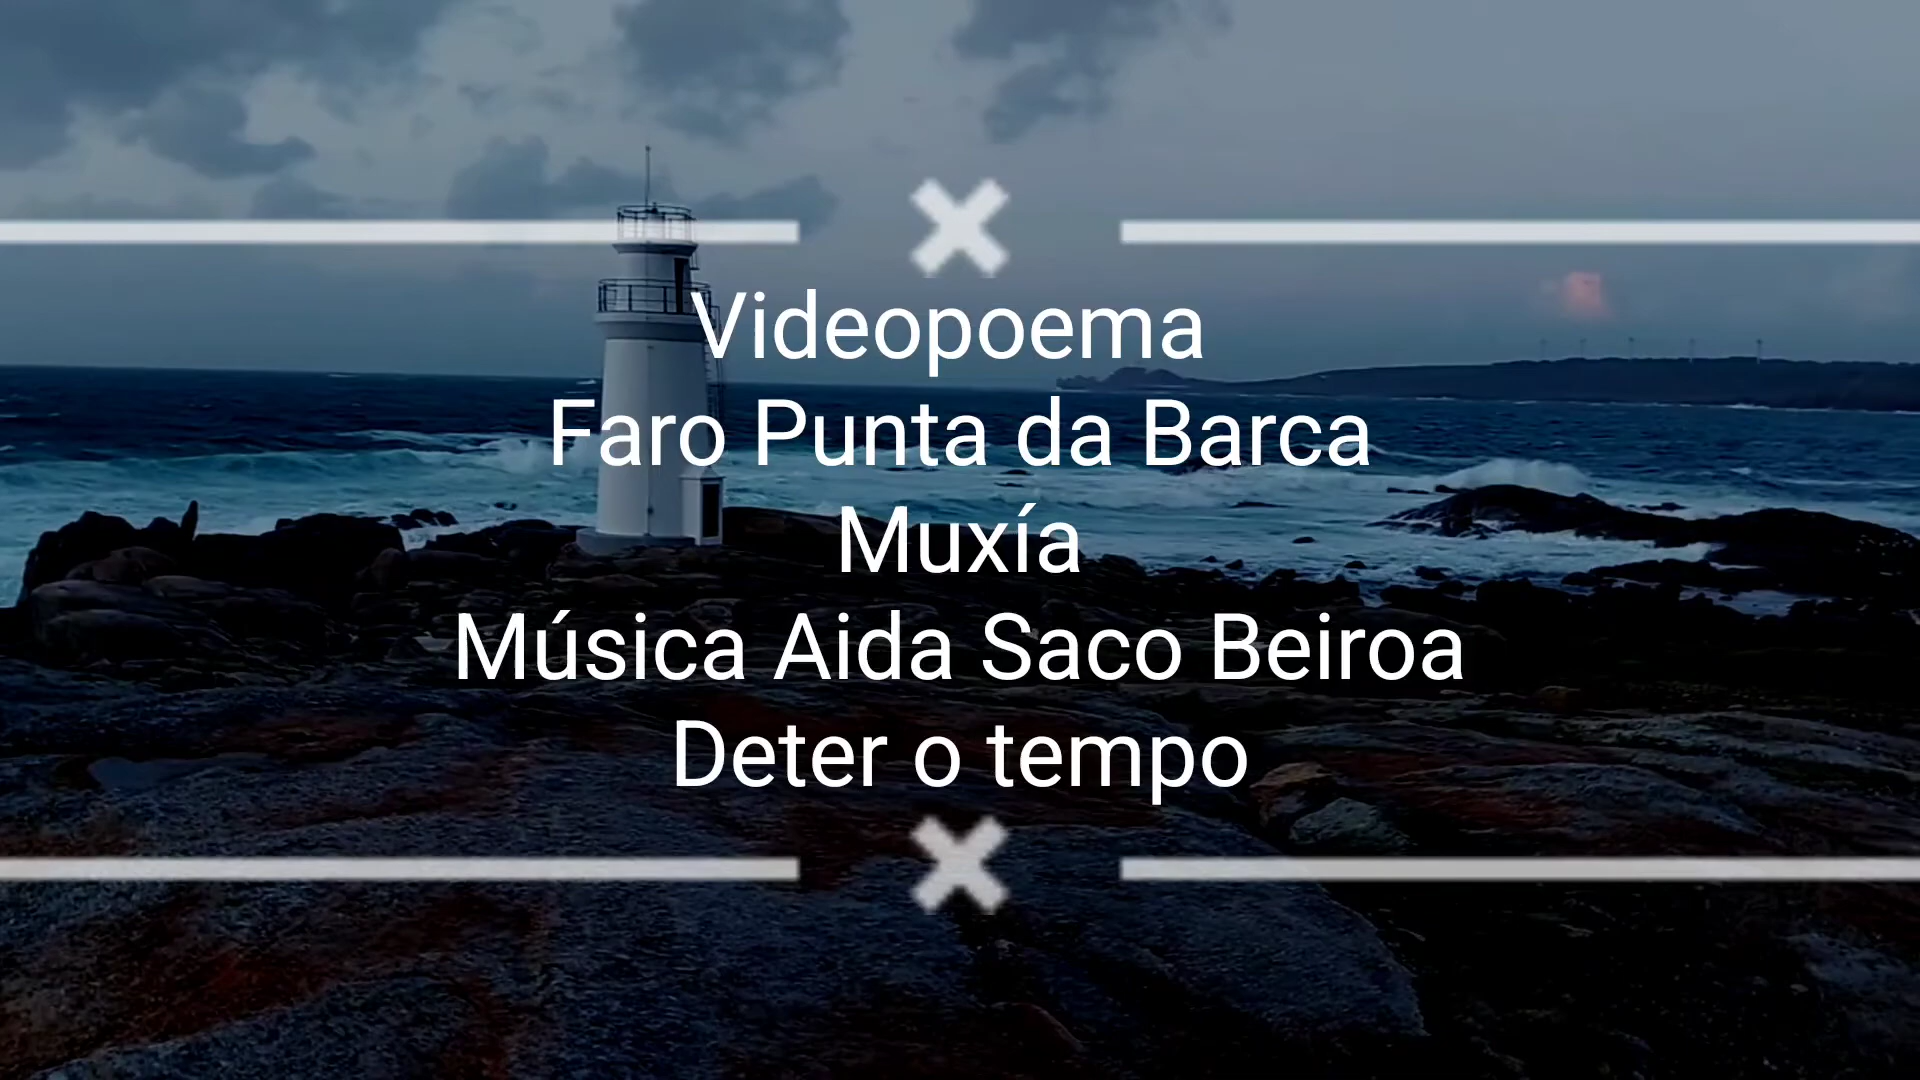 Videopoema
Faro Punta da Barca
Muxía
Música Aida Saco Beiroa
Deter o tempo